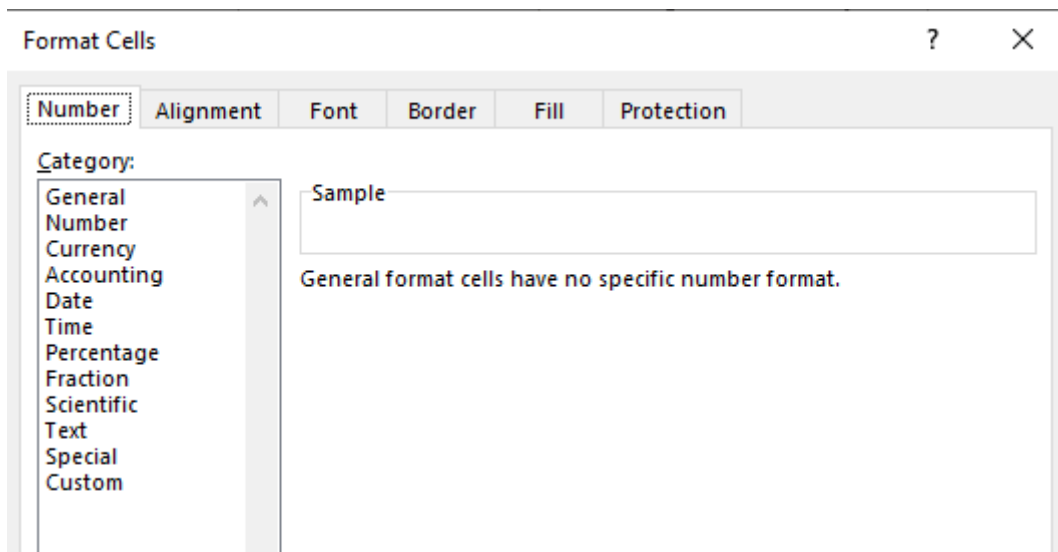 Format Cells ? ×
Number Alignment Font Border Fill Protection
Category:
General
Number
Currency
Accounting
Date
Time
Percentage
Fraction
Scientific
Text
Special
Custom
Sample
General format cells have no specific number format.